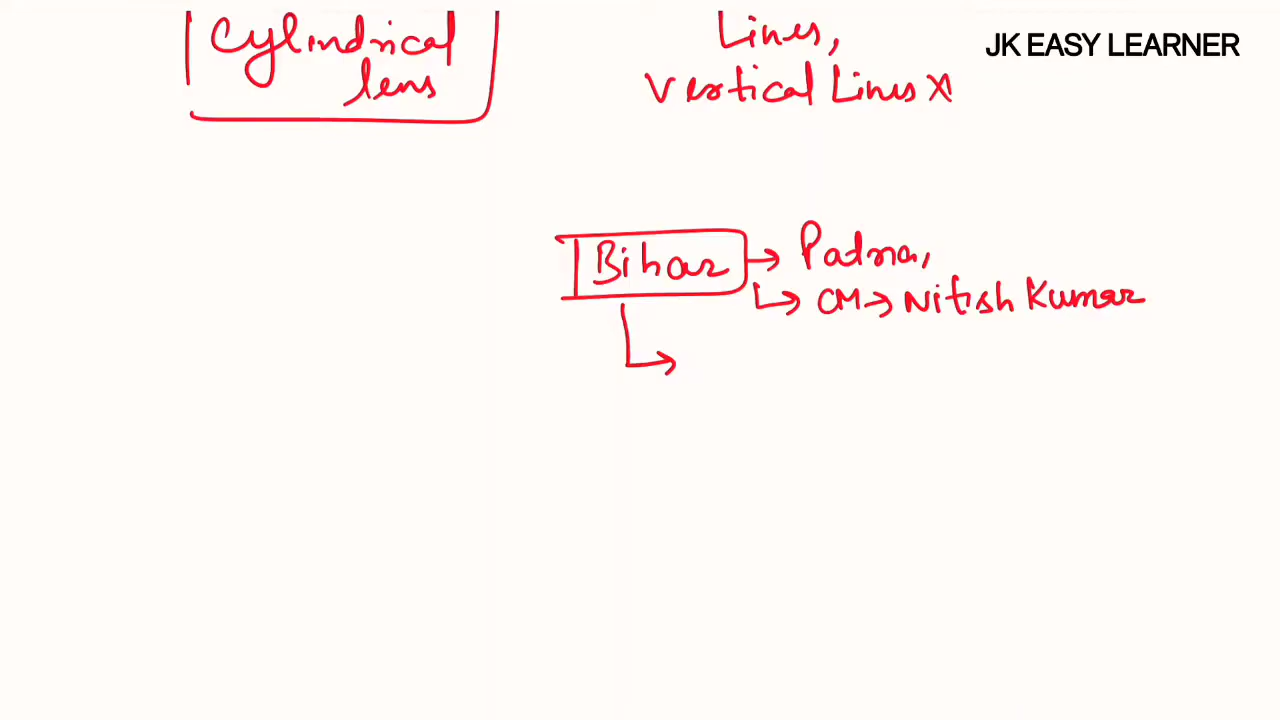 Cylindrical
lens
Lines,
Vertical Lines X
JK EASY LEARNER
Bihar → Patna,
↳ CM → Nitish Kumar